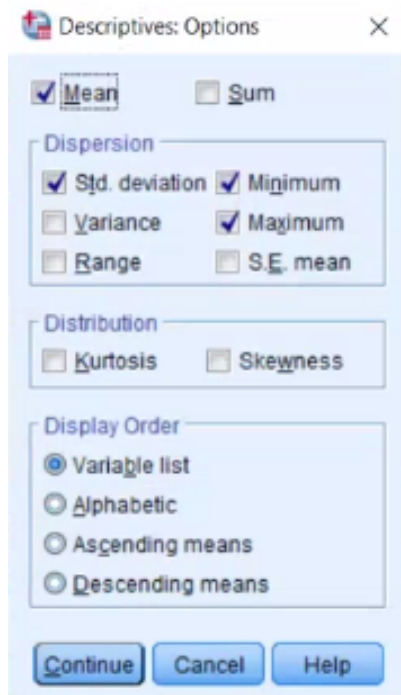 Descriptives: Options
Mean Sum
Dispersion
Std. deviation Minimum
Variance Maximum
Range S.E. mean
Distribution
Kurtosis Skewness
Display Order
Variable list
Alphabetic
Ascending means
Descending means
Continue Cancel Help